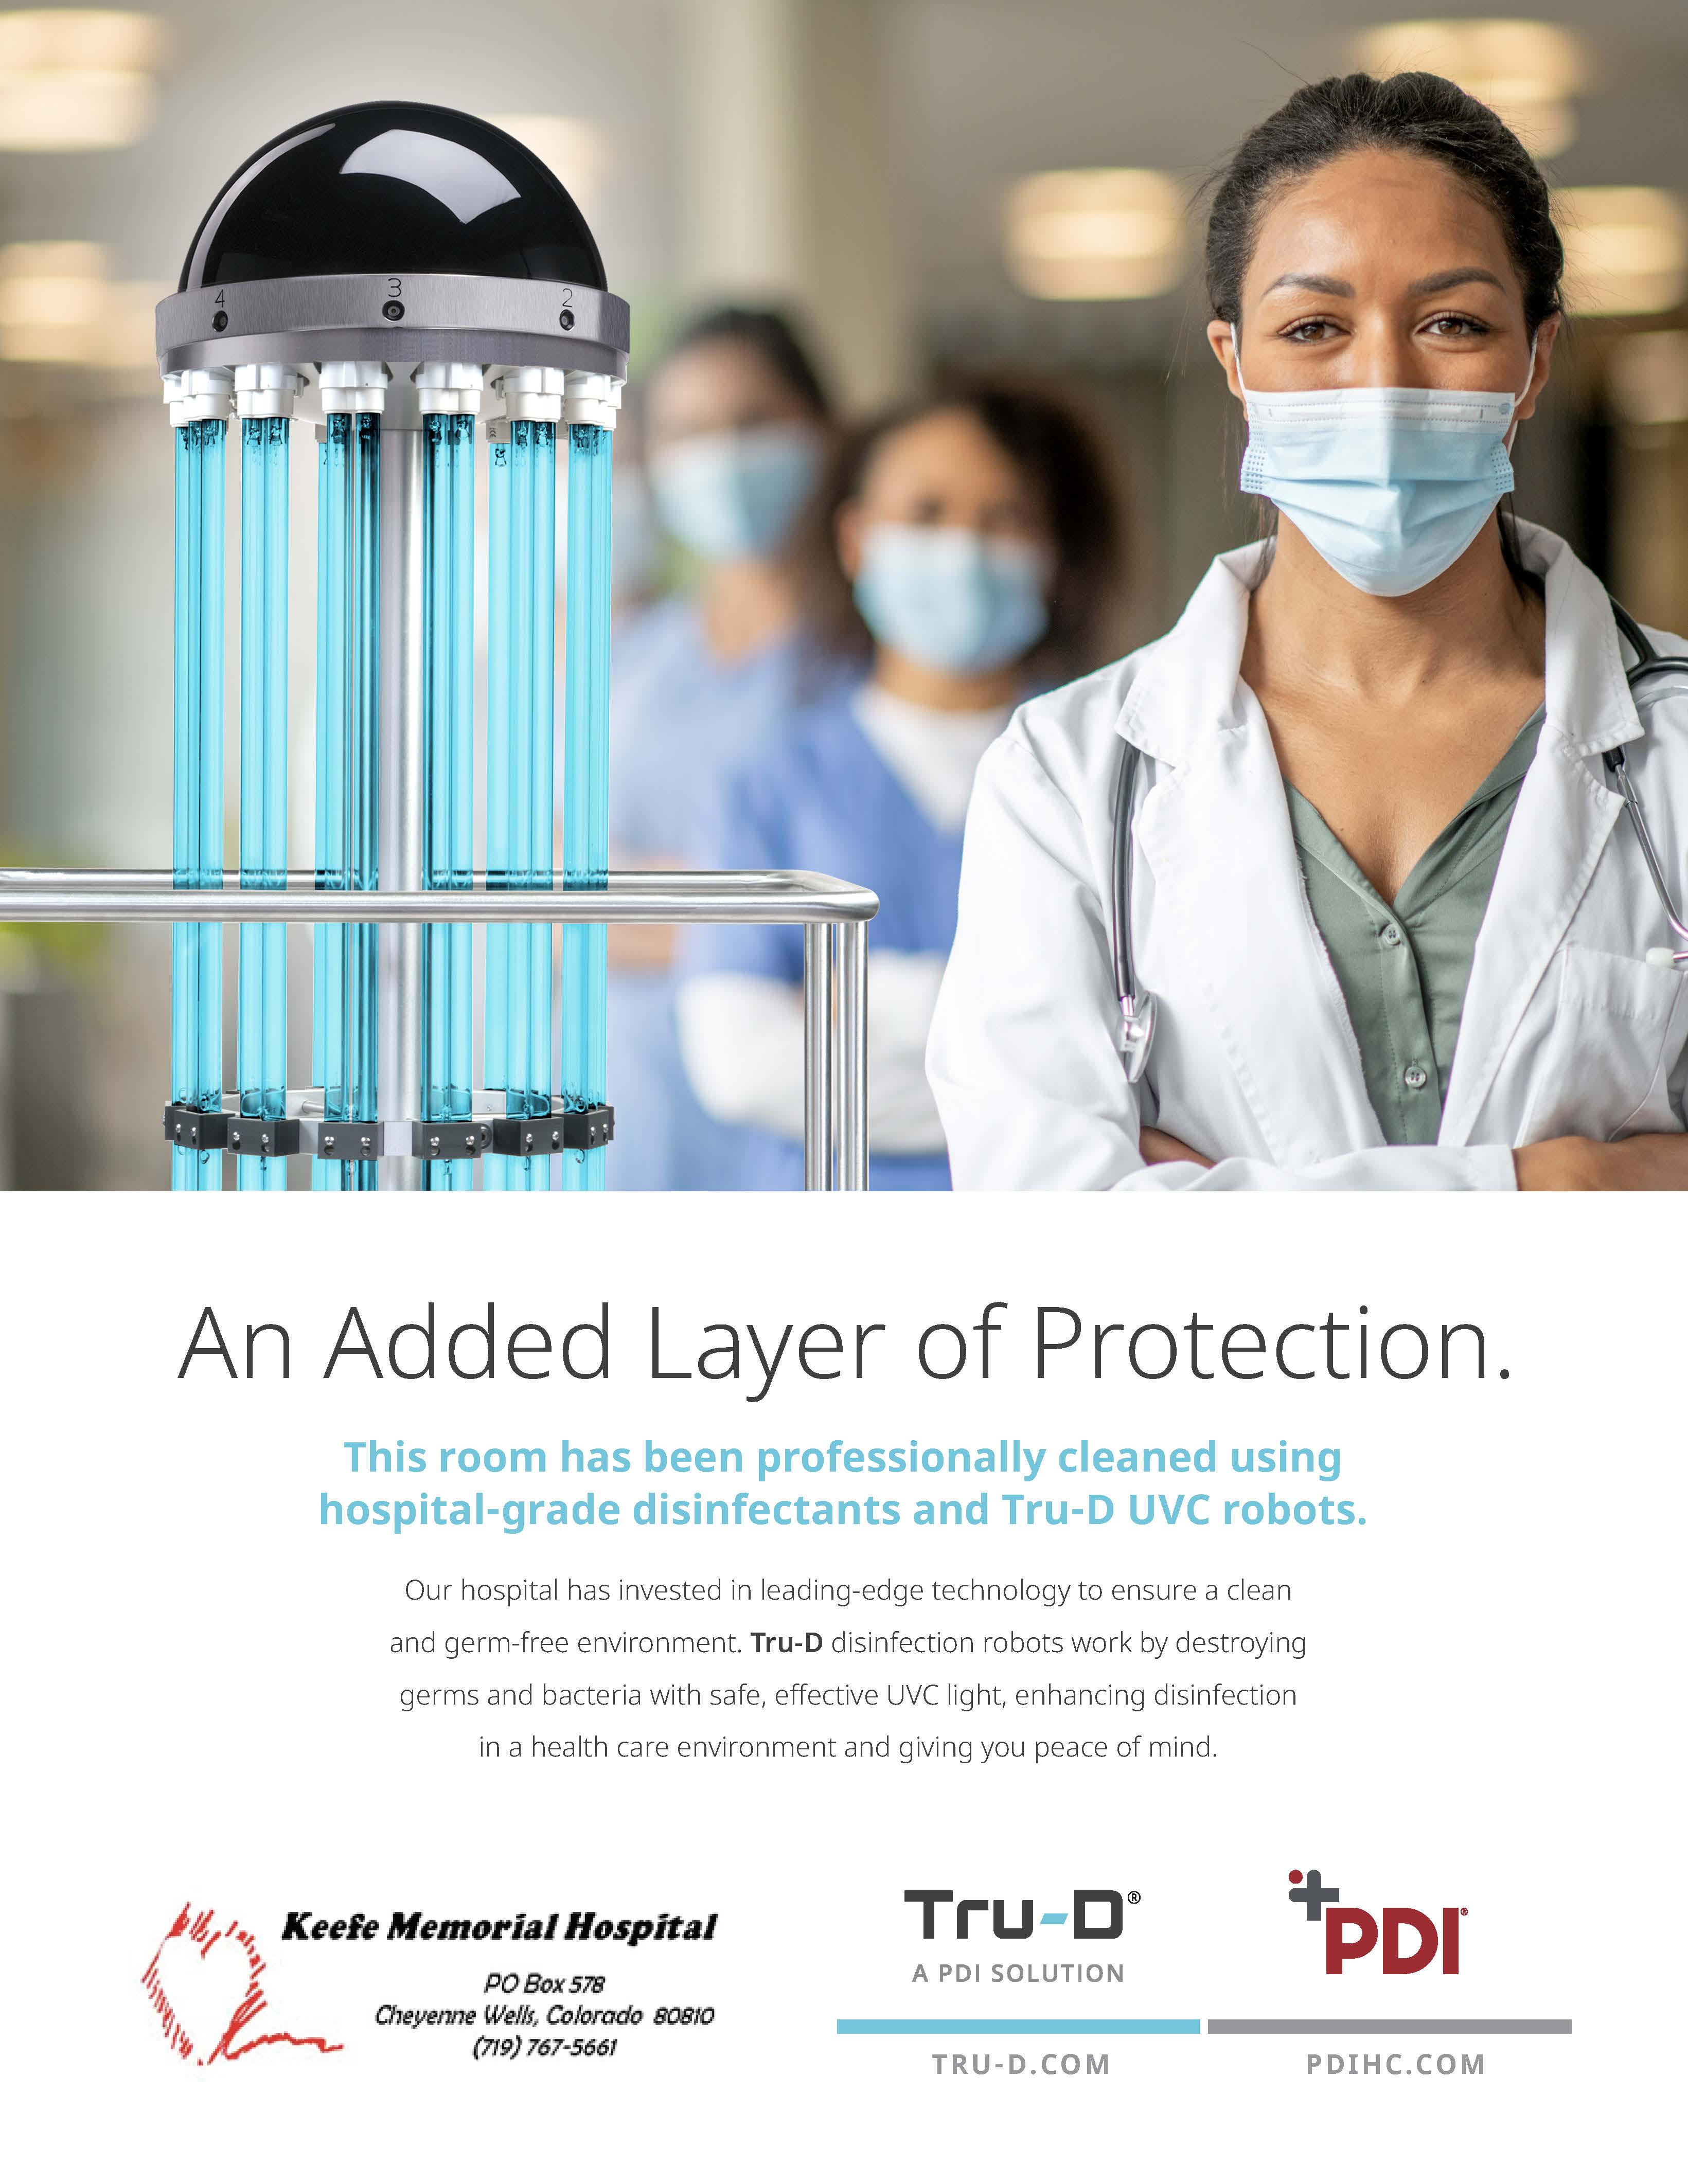 4 3 2
An Added Layer of Protection.
This room has been professionally cleaned using
hospital-grade disinfectants and Tru-D UVC robots.
Our hospital has invested in leading-edge technology to ensure a clean
and germ-free environment. Tru-D disinfection robots work by destroying
germs and bacteria with safe, effective UVC light, enhancing disinfection
in a health care environment and giving you peace of mind.
Keefe Memorial Hospital
PO Box 578
Cheyenne Wells, Colorado 80810
(719) 767-5661
Tru-D®
A PDI SOLUTION
TRU-D.COM
PDI®
PDIHC.COM